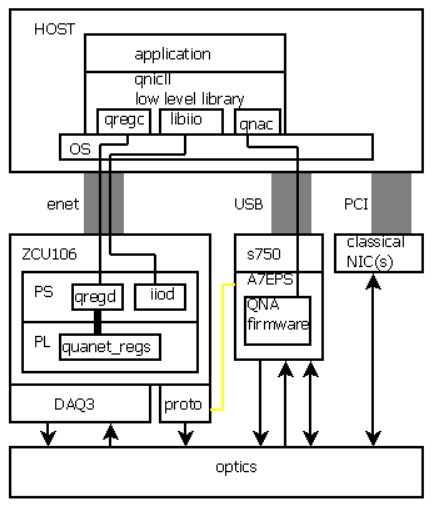 HOST
application
qnicll
low level library
qregc
libiio
qnac
OS
enet
USB
PCI
ZCU106
s750
classical
NIC(s)
A7EPS
PS
qregd
iiod
QNA
firmware
PL
quanet_regs
DAQ3
proto
optics